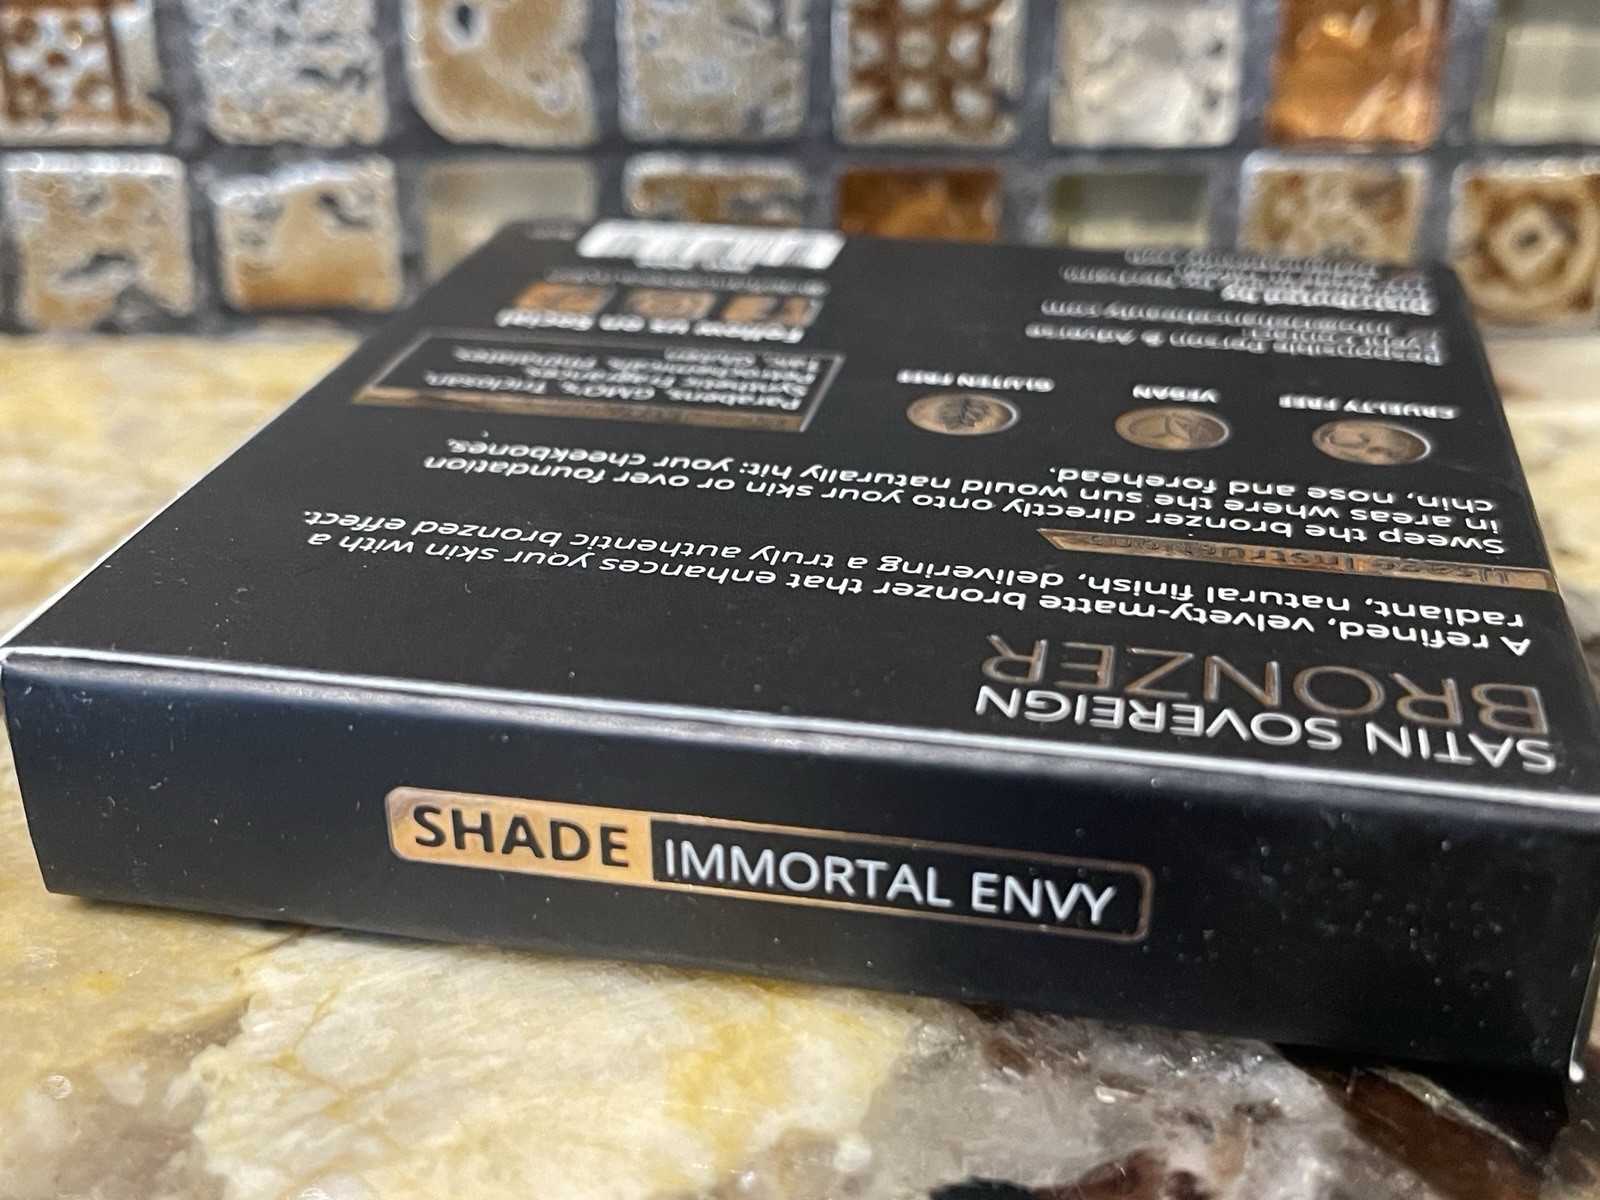 SATIN SOVEREIGN
BRONZER
A refined, velvety-matte bronzer that enhances your skin with a
radiant, natural finish, delivering a truly authentic bronzed effect.
Usage Instructions
Sweep the bronzer directly onto your skin or over foundation
in areas where the sun would naturally hit: your cheekbones,
chin, nose and forehead.
CRUELTY FREE
VEGAN
GLUTEN FREE
Parabens, GMO's, Triclosan,
Synthetic Fragrances,
Petrochemicals, Phthalates,
Talc, Gluten
Responsible Person & Adverse
Event Contact:
Follow us on Social
Distributed by
SHADE IMMORTAL ENVY